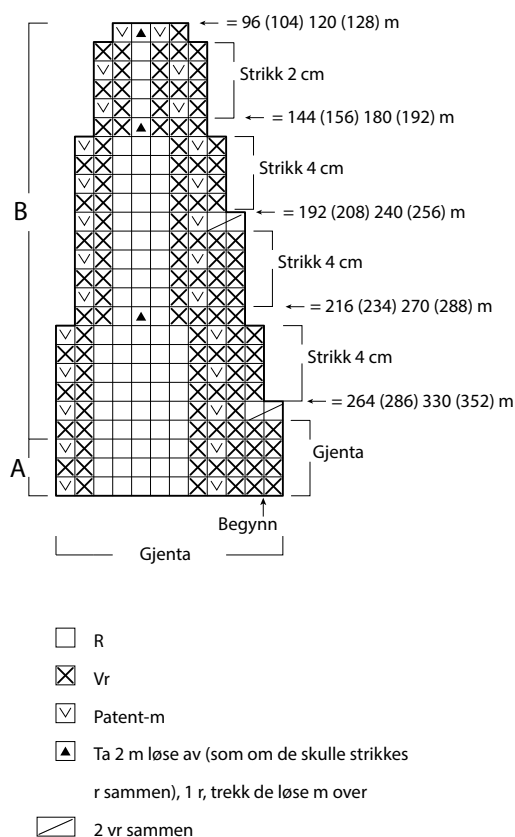 = 96 (104) 120 (128) m
Strikk 2 cm
= 144 (156) 180 (192) m
Strikk 4 cm
B
= 192 (208) 240 (256) m
Strikk 4 cm
= 216 (234) 270 (288) m
Strikk 4 cm
= 264 (286) 330 (352) m
A
Gjenta
Begynn
Gjenta
R
Vr
Patent-m
Ta 2 m løse av (som om de skulle strikkes
r sammen), 1 r, trekk de løse m over
2 vr sammen